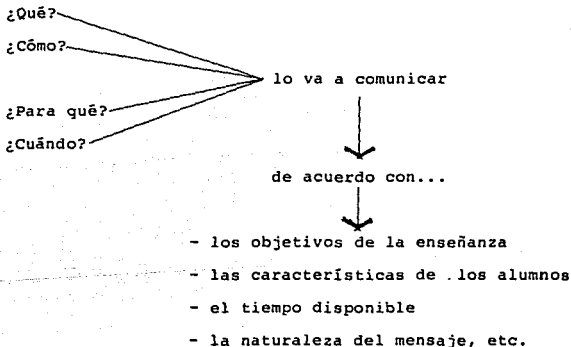 ¿Qué?
¿Cómo?
lo va a comunicar
¿Para qué?
¿Cuándo?
de acuerdo con...
- los objetivos de la enseñanza
- las características de . los alumnos
- el tiempo disponible
- la naturaleza del mensaje, etc.